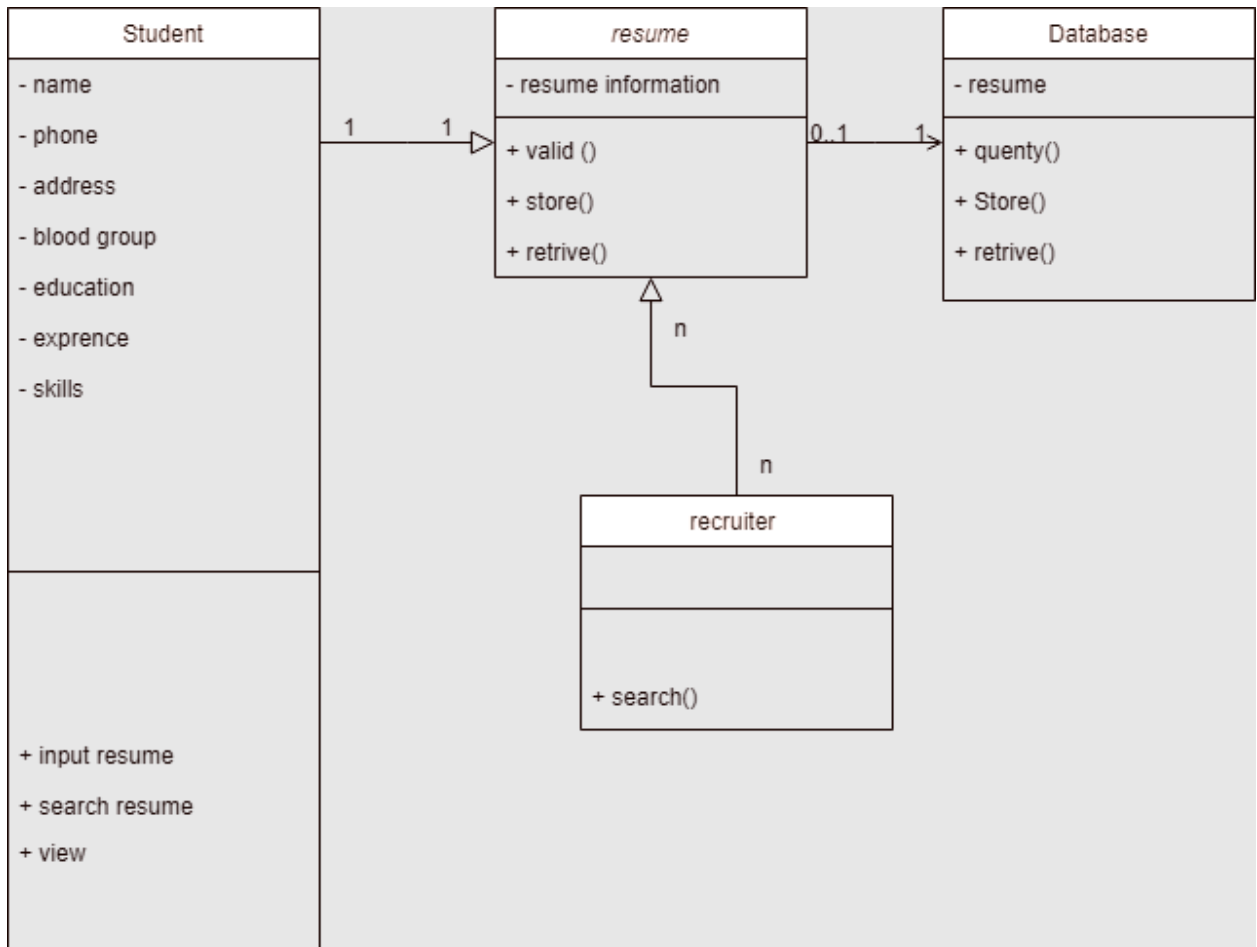 Student
- name
- phone
- address
- blood group
- education
- exprence
- skills
+ input resume
+ search resume
+ view
1
1
resume
- resume information
+ valid ()
+ store()
+ retrive()
0..1
1
Database
- resume
+ quenty()
+ Store()
+ retrive()
n
n
recruiter
+ search()